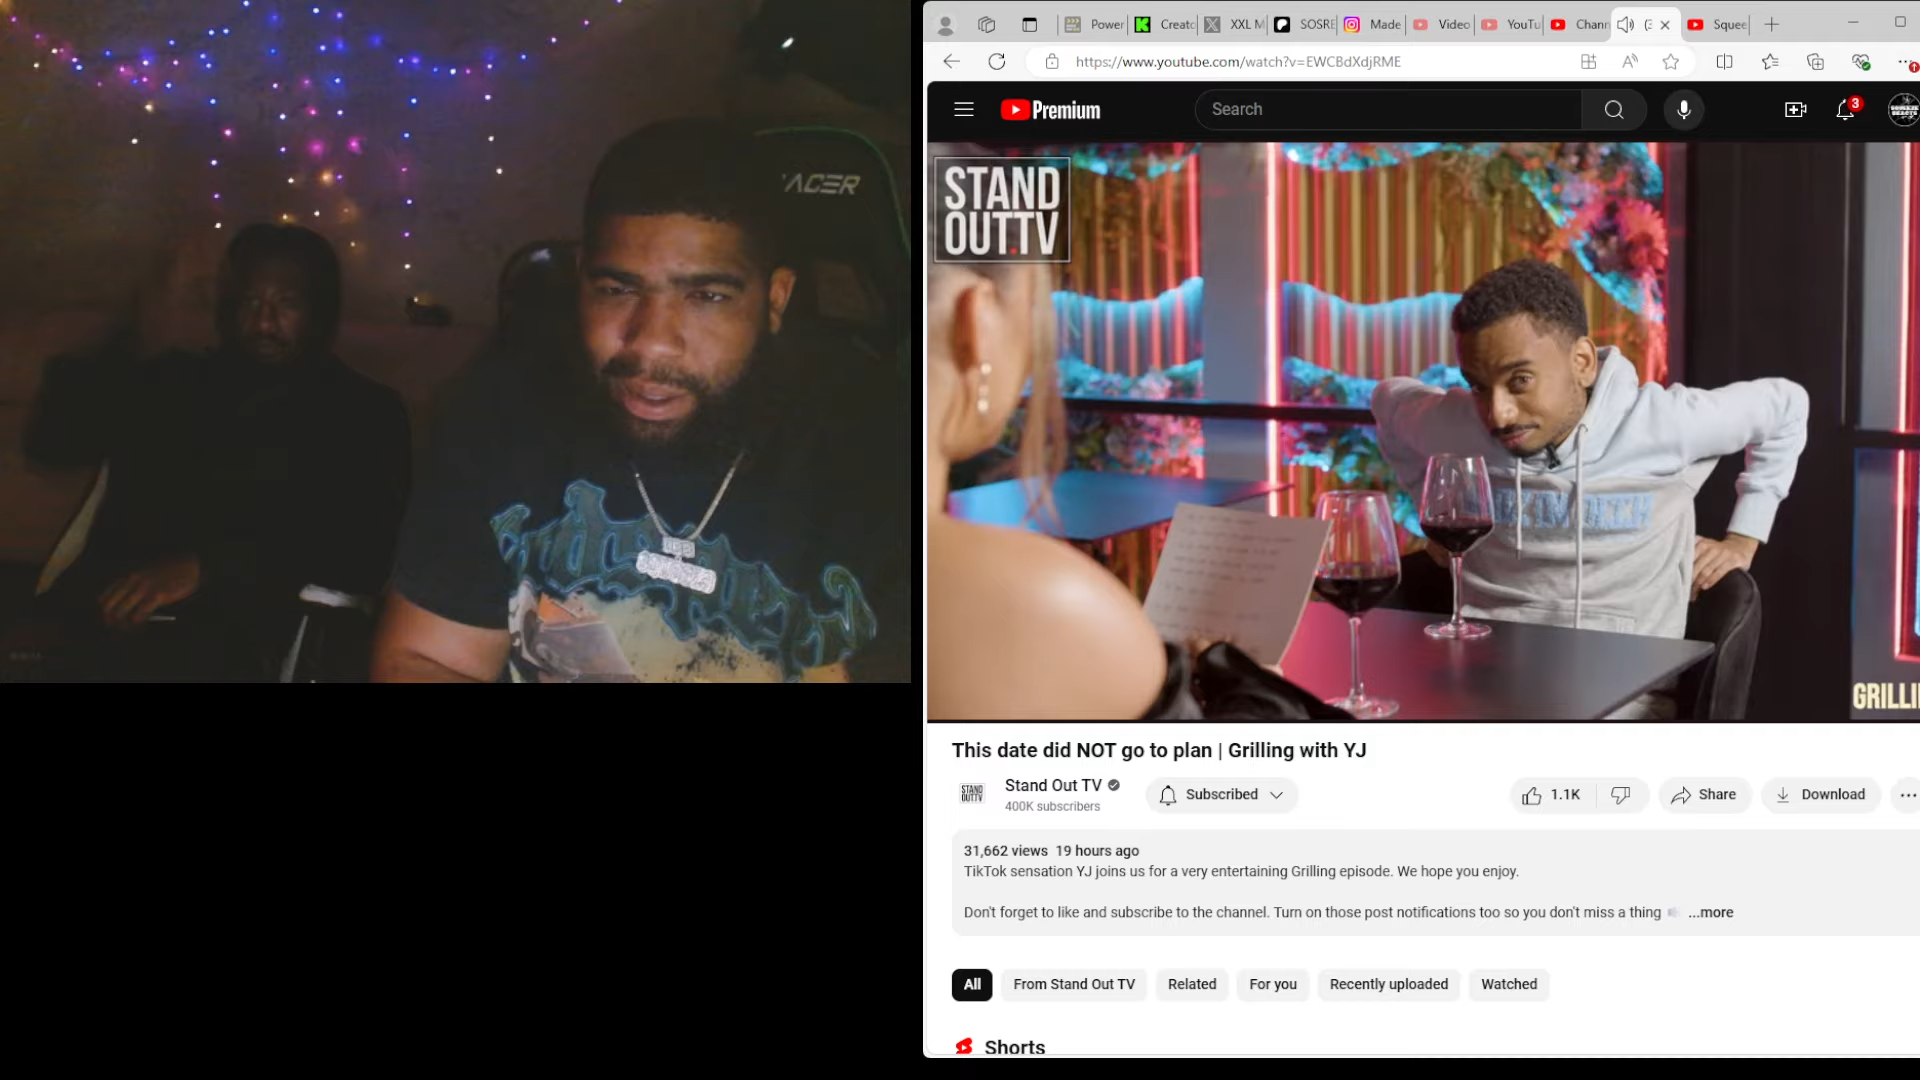 ACER
Power
Creato
XXL M
SOSRE
Made
Video
YouTu
Chann
Squee
https://www.youtube.com/watch?v=EWCBdXdjRME
Premium
Search
3
STAND
OUT.TV
GRILLI
This date did NOT go to plan | Grilling with YJ
STAND
OUTTV
Stand Out TV
400K subscribers
Subscribed
1.1K
Share
Download
31,662 views 19 hours ago
TikTok sensation YJ joins us for a very entertaining Grilling episode. We hope you enjoy.
Don't forget to like and subscribe to the channel. Turn on those post notifications too so you don't miss a thing ...more
All
From Stand Out TV
Related
For you
Recently uploaded
Watched
Shorts